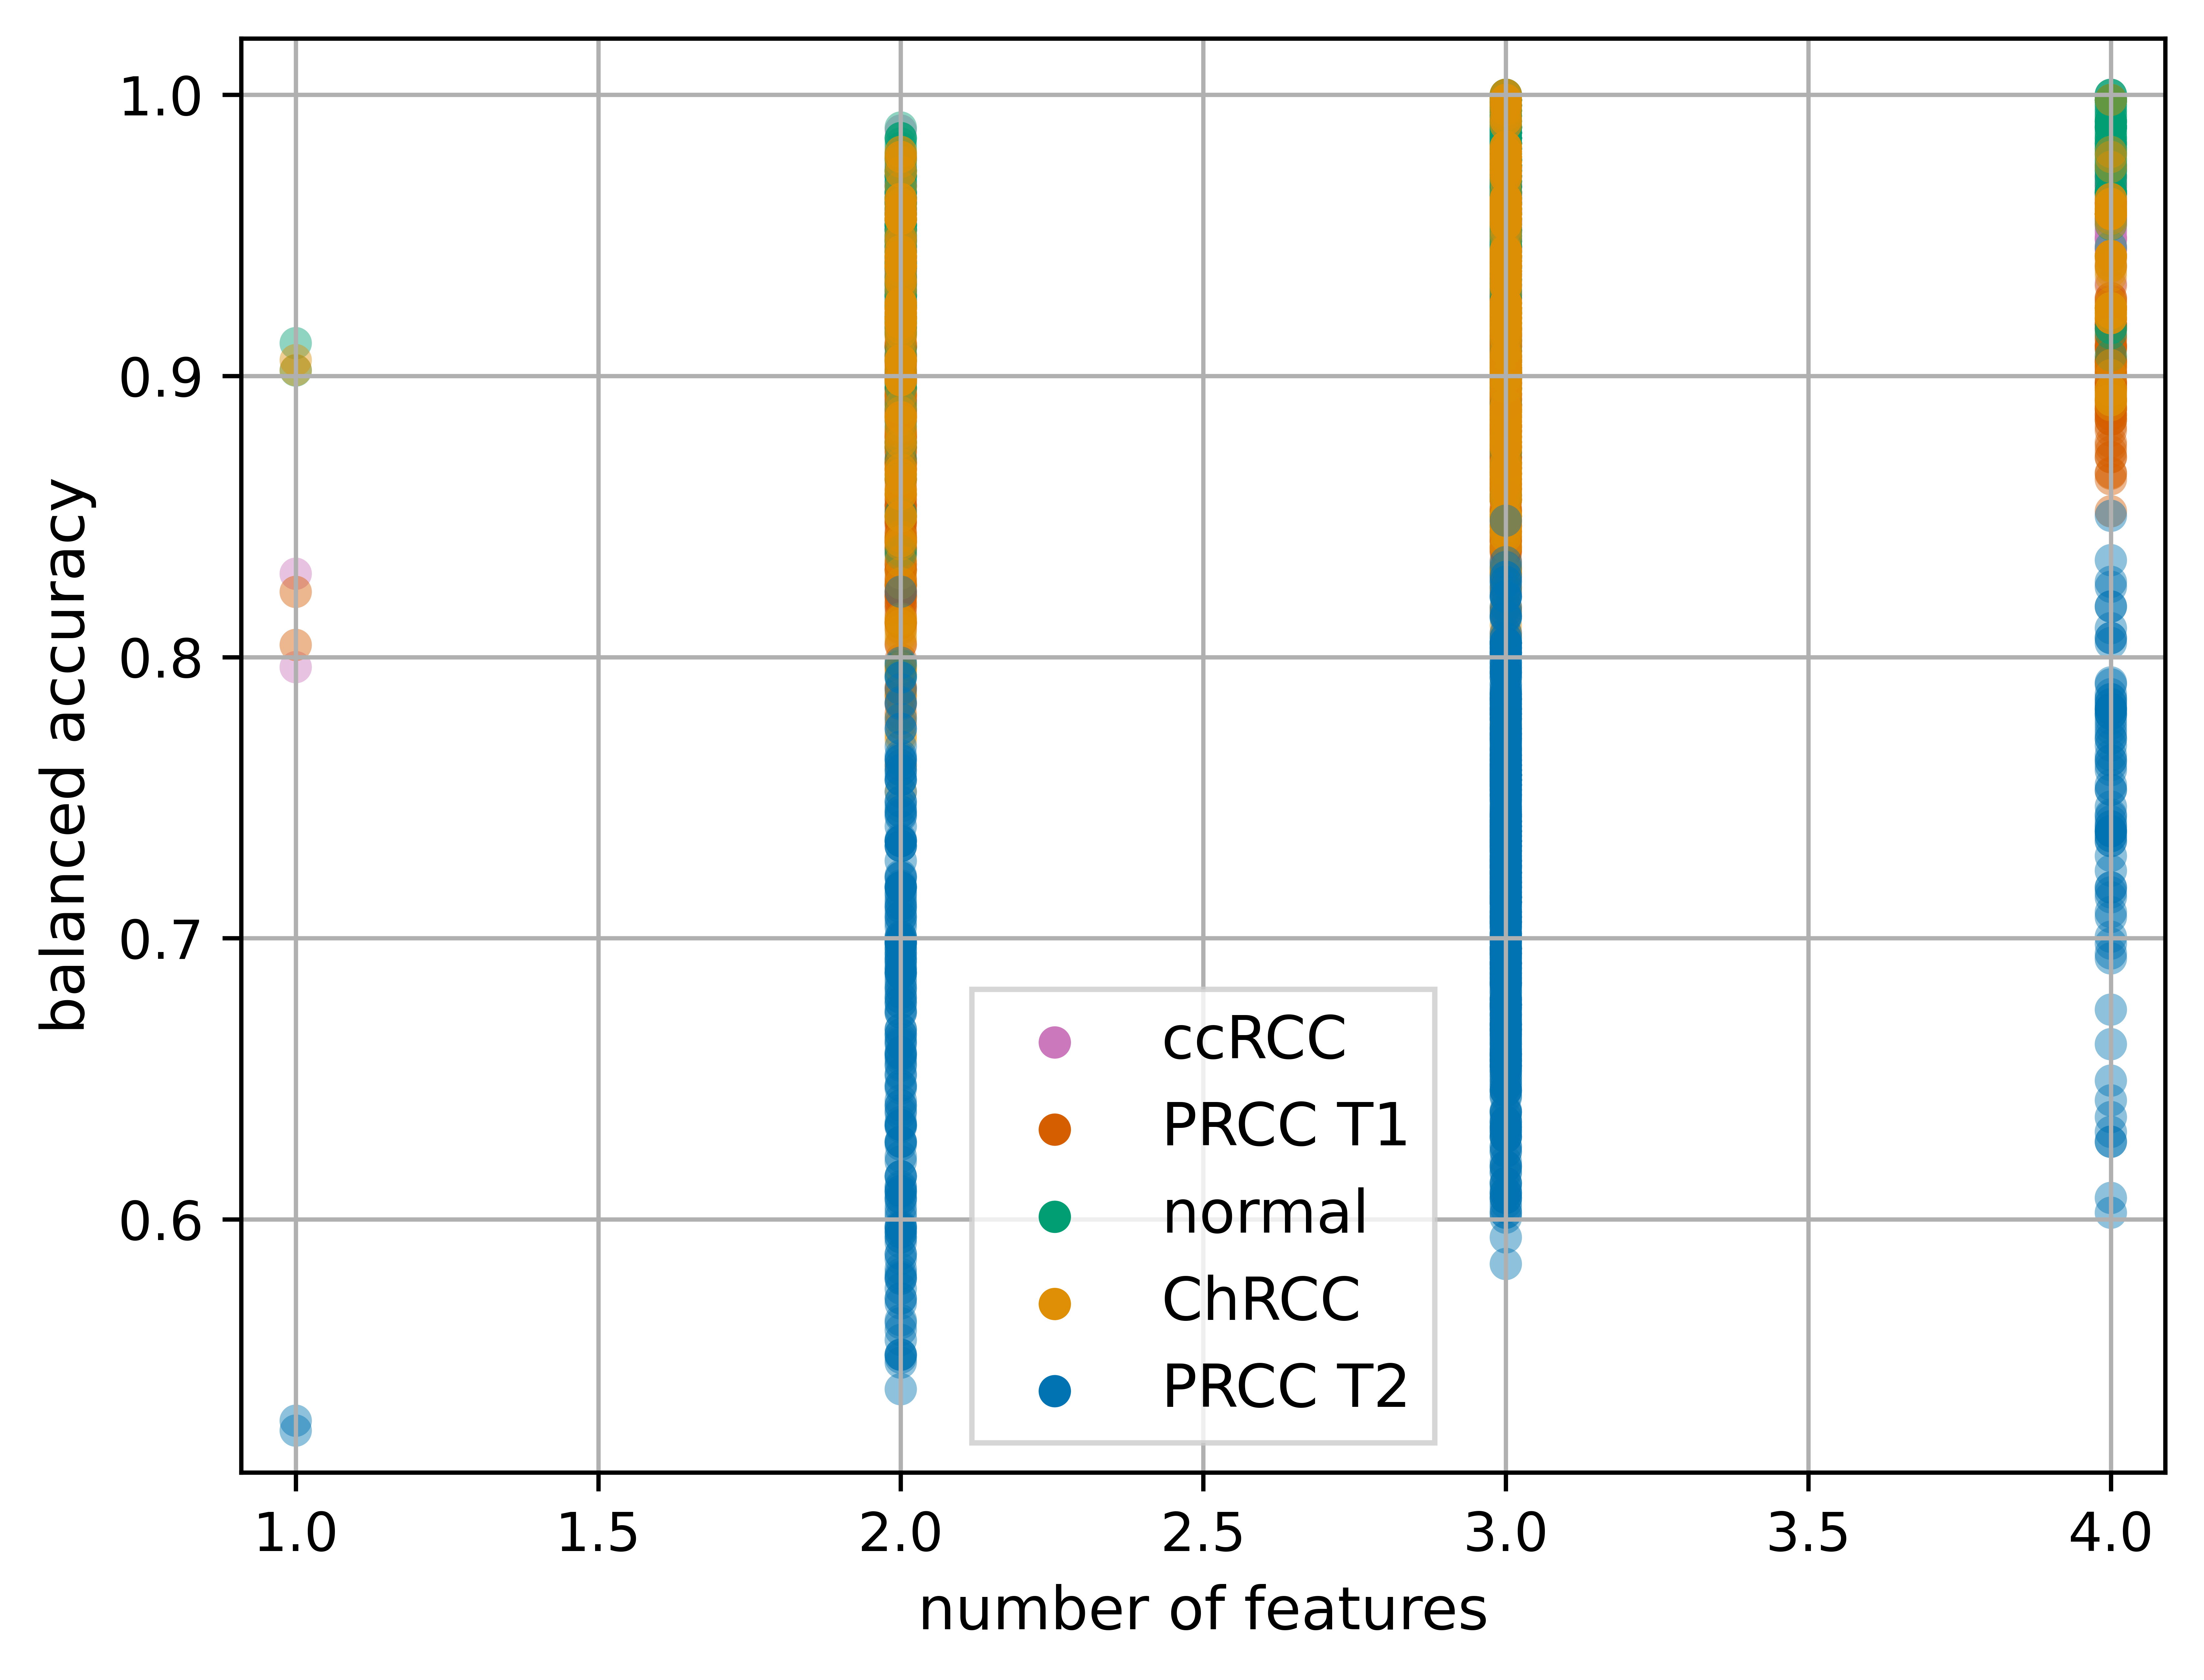 1.0
0.9
0.8
0.7
0.6
balanced accuracy
ccRCC
PRCC T1
normal
ChRCC
PRCC T2
1.0 1.5 2.0 2.5 3.0 3.5 4.0
number of features